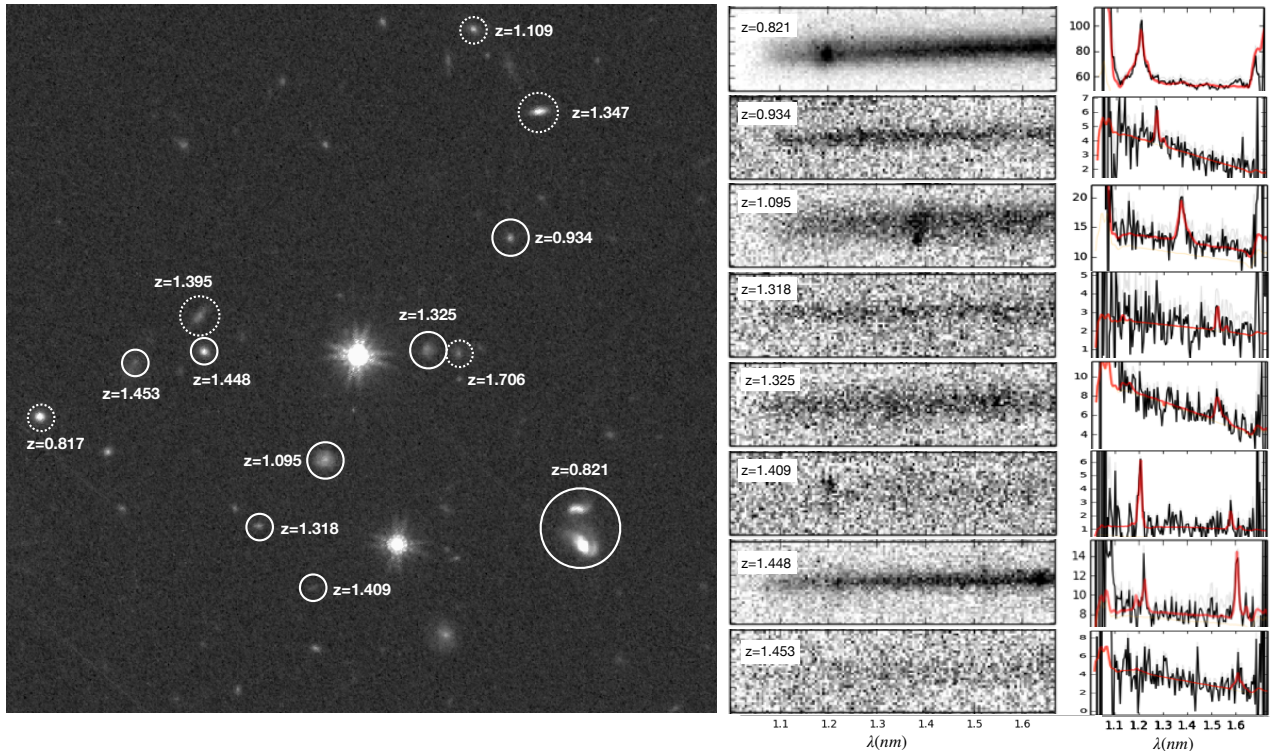 z=1.109
z=1.347
z=0.934
z=1.395
z=1.325
z=1.453
z=1.448
z=1.706
z=0.817
z=1.095
z=0.821
z=1.318
z=1.409
z=0.821
z=0.934
z=1.095
z=1.318
z=1.325
z=1.409
z=1.448
z=1.453
1.1 1.2 1.3 1.4 1.5 1.6
λ(nm)
100
80
60
7
6
5
4
3
2
20
15
10
5
4
3
2
1
10
8
6
4
6
5
4
3
2
1
14
12
10
8
8
6
4
2
0
1.1 1.2 1.3 1.4 1.5 1.6
λ(nm)